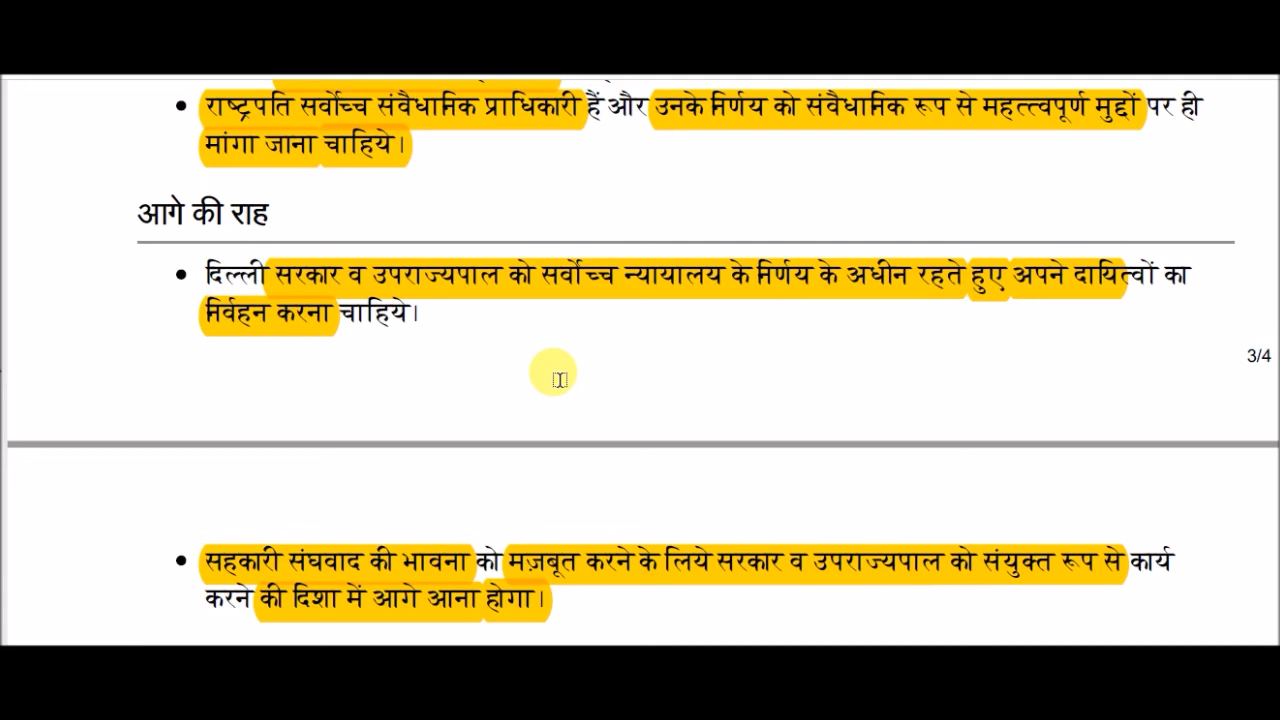 राष्ट्रपति सर्वोच्च संवैधानिक प्राधिकारी हैं और उनके निर्णय को संवैधानिक रूप से महत्त्वपूर्ण मुद्दों पर ही
मांगा जाना चाहिये।
आगे की राह
दिल्ली सरकार व उपराज्यपाल को सर्वोच्च न्यायालय के निर्णय के अधीन रहते हुए अपने दायित्वों का
निर्वहन करना चाहिये।
3/4
सहकारी संघवाद की भावना को मज़बूत करने के लिये सरकार व उपराज्यपाल को संयुक्त रूप से कार्य
करने की दिशा में आगे आना होगा।